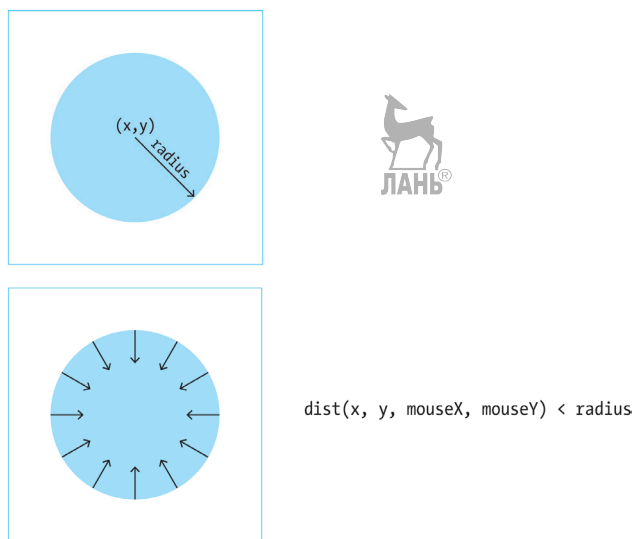 (x,y)
radius
ЛАНЬ®
dist(x, y, mouseX, mouseY) < radius